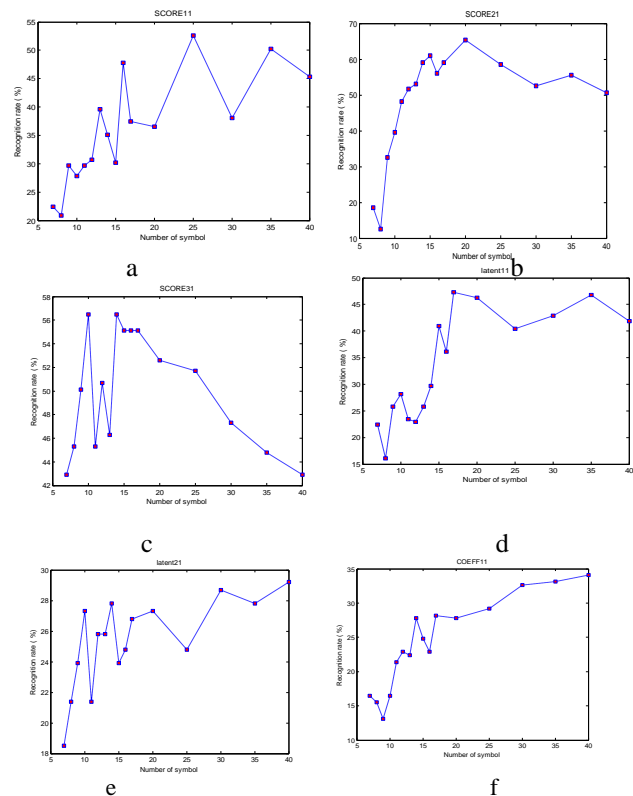 SCORE11
Recognition rate ( %)
55
50
45
40
35
30
25
20
5 10 15 20 25 30 35 40
Number of symbol
a
SCORE21
Recognition rate ( %)
70
60
50
40
30
20
10
5 10 15 20 25 30 35 40
Number of symbol
b
SCORE31
Recognition rate ( %)
58
56
54
52
50
48
46
44
42
5 10 15 20 25 30 35 40
Number of symbol
c
latent11
Recognition rate ( %)
50
45
40
35
30
25
20
15
5 10 15 20 25 30 35 40
Number of symbol
d
latent21
Recognition rate ( %)
30
28
26
24
22
20
18
5 10 15 20 25 30 35 40
Number of symbol
e
COEFF11
Recognition rate ( %)
35
30
25
20
15
10
5 10 15 20 25 30 35 40
Number of symbol
f